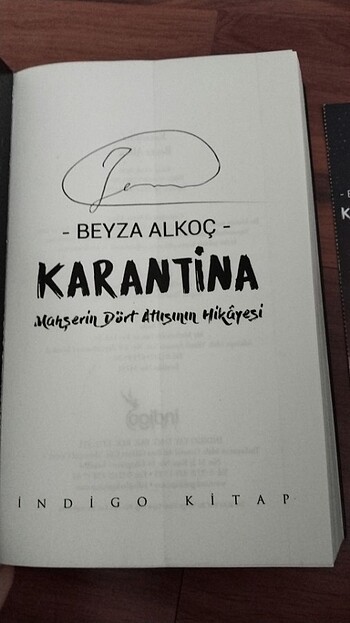 - BEYZA ALKOÇ -
KARANTİNA
Mahşerin Dört Atlısının Hikâyesi
İNDİGO KİTAP